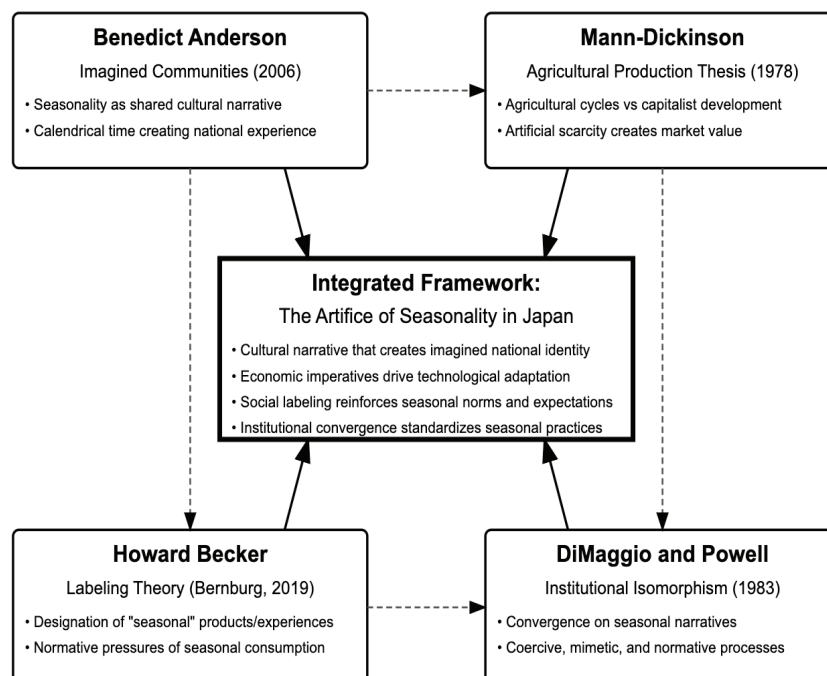 Benedict Anderson
Imagined Communities (2006)
• Seasonality as shared cultural narrative
• Calendrical time creating national experience
Mann-Dickinson
Agricultural Production Thesis (1978)
• Agricultural cycles vs capitalist development
• Artificial scarcity creates market value
Integrated Framework:
The Artifice of Seasonality in Japan
• Cultural narrative that creates imagined national identity
• Economic imperatives drive technological adaptation
• Social labeling reinforces seasonal norms and expectations
• Institutional convergence standardizes seasonal practices
Howard Becker
Labeling Theory (Bernburg, 2019)
• Designation of "seasonal" products/experiences
• Normative pressures of seasonal consumption
DiMaggio and Powell
Institutional Isomorphism (1983)
• Convergence on seasonal narratives
• Coercive, mimetic, and normative processes